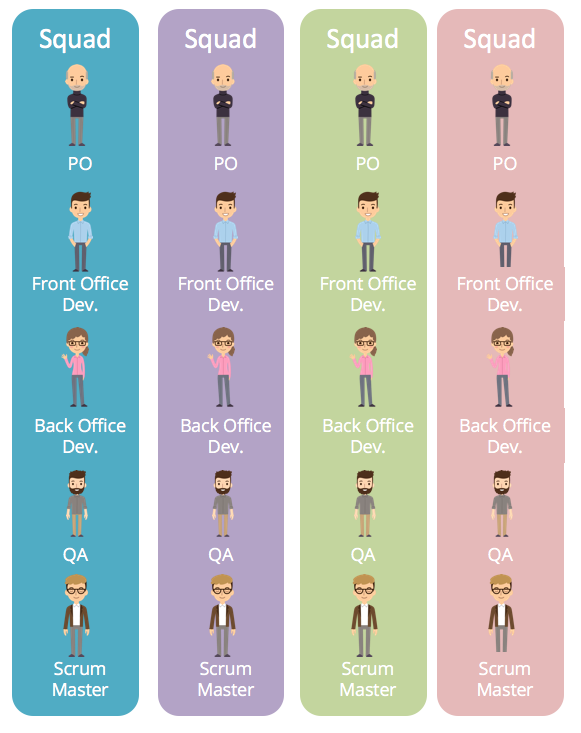 Squad
PO
Front Office
Dev.
Back Office
Dev.
QA
Scrum
Master
Squad
PO
Front Office
Dev.
Back Office
Dev.
QA
Scrum
Master
Squad
PO
Front Office
Dev.
Back Office
Dev.
QA
Scrum
Master
Squad
PO
Front Office
Dev.
Back Office
Dev.
QA
Scrum
Master